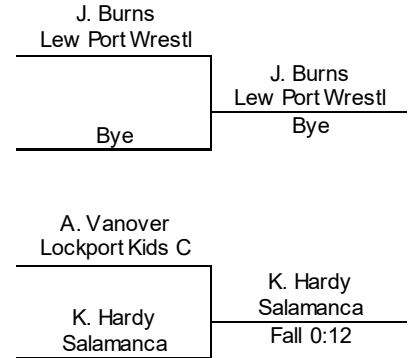 J. Burns
Lew Port Wrestl
Bye
J. Burns
Lew Port Wrestl
Bye
A. Vanover
Lockport Kids C
K. Hardy
Salamanca
K. Hardy
Salamanca
Fall 0:12